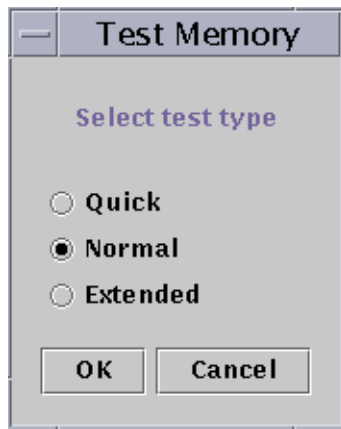 Test Memory
Select test type
Quick
Normal
Extended
OK Cancel